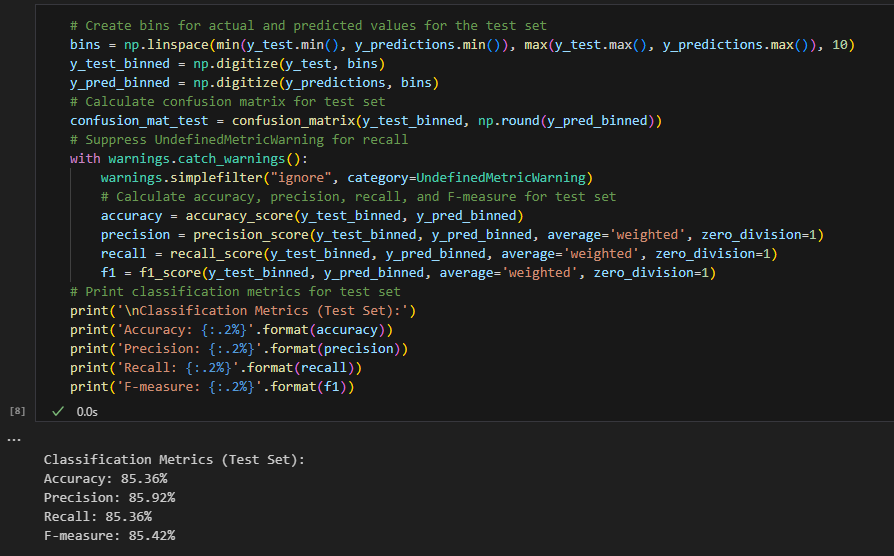 # Create bins for actual and predicted values for the test set
bins = np.linspace(min(y_test.min(), y_predictions.min()), max(y_test.max(), y_predictions.max()), 10)
y_test_binned = np.digitize(y_test, bins)
y_pred_binned = np.digitize(y_predictions, bins)
# Calculate confusion matrix for test set
confusion_mat_test = confusion_matrix(y_test_binned, np.round(y_pred_binned))
# Suppress UndefinedMetricWarning for recall
with warnings.catch_warnings():
    warnings.simplefilter("ignore", category=UndefinedMetricWarning)
    # Calculate accuracy, precision, recall, and F-measure for test set
    accuracy = accuracy_score(y_test_binned, y_pred_binned)
    precision = precision_score(y_test_binned, y_pred_binned, average='weighted', zero_division=1)
    recall = recall_score(y_test_binned, y_pred_binned, average='weighted', zero_division=1)
    f1 = f1_score(y_test_binned, y_pred_binned, average='weighted', zero_division=1)
# Print classification metrics for test set
print('\nClassification Metrics (Test Set):')
print('Accuracy: {:.2%}'.format(accuracy))
print('Precision: {:.2%}'.format(precision))
print('Recall: {:.2%}'.format(recall))
print('F-measure: {:.2%}'.format(f1))
[8] ✓ 0.0s
...
Classification Metrics (Test Set):
Accuracy: 85.36%
Precision: 85.92%
Recall: 85.36%
F-measure: 85.42%